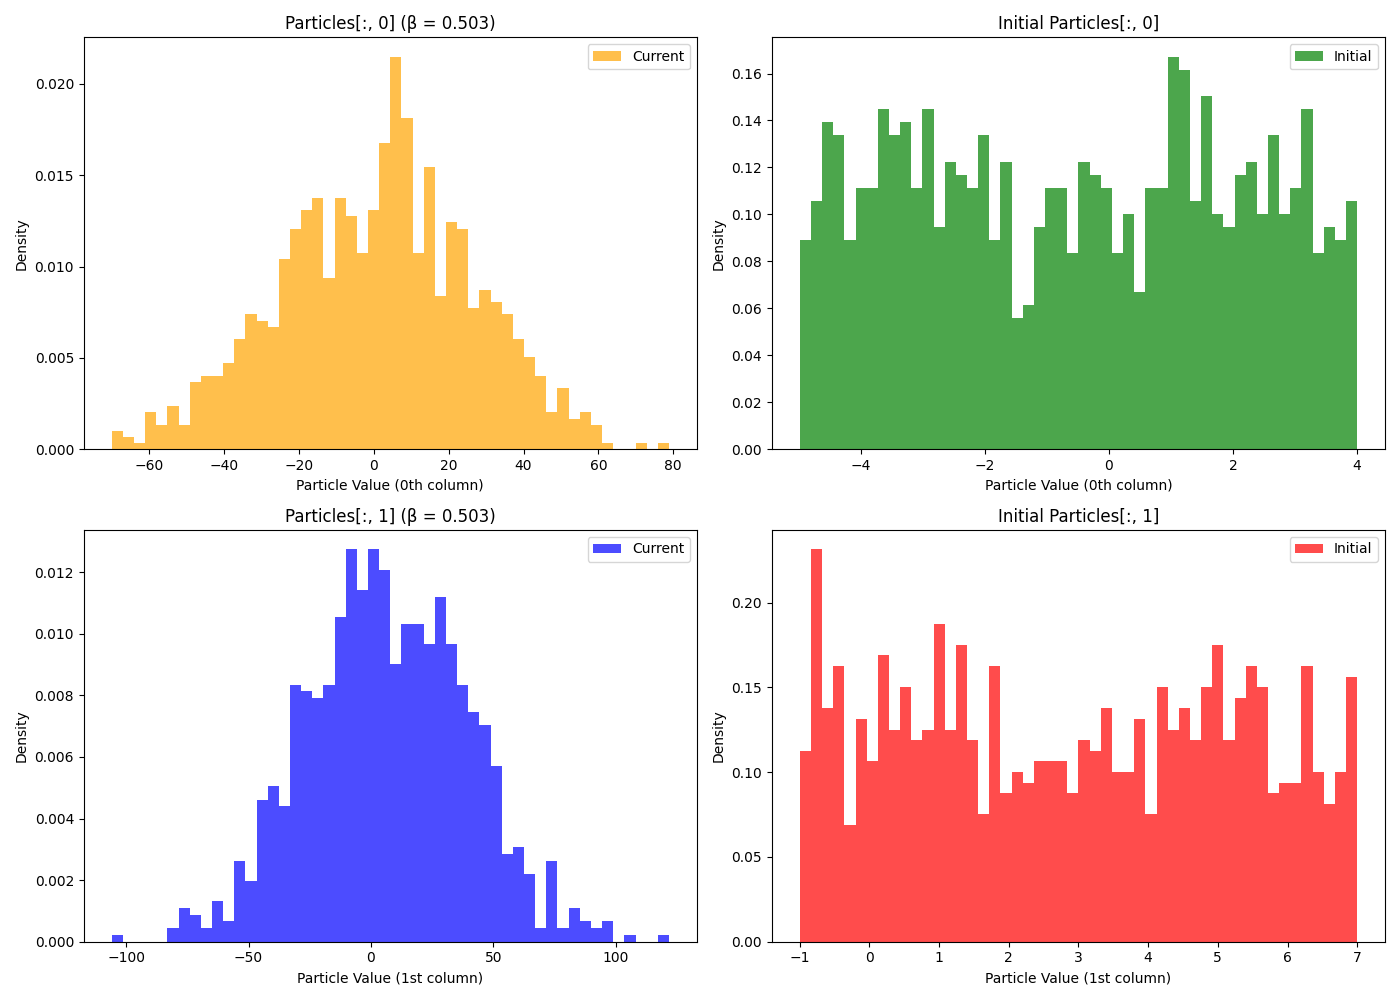 Particles[:, 0] (β = 0.503)
Current
0.020
0.015
0.010
0.005
0.000
Density
−60 −40 −20 0 20 40 60 80
Particle Value (0th column)
Initial Particles[:, 0]
Initial
0.16
0.14
0.12
0.10
0.08
0.06
0.04
0.02
0.00
Density
−4 −2 0 2 4
Particle Value (0th column)
Particles[:, 1] (β = 0.503)
Current
0.012
0.010
0.008
0.006
0.004
0.002
0.000
Density
−100 −50 0 50 100
Particle Value (1st column)
Initial Particles[:, 1]
Initial
0.20
0.15
0.10
0.05
0.00
Density
−1 0 1 2 3 4 5 6 7
Particle Value (1st column)